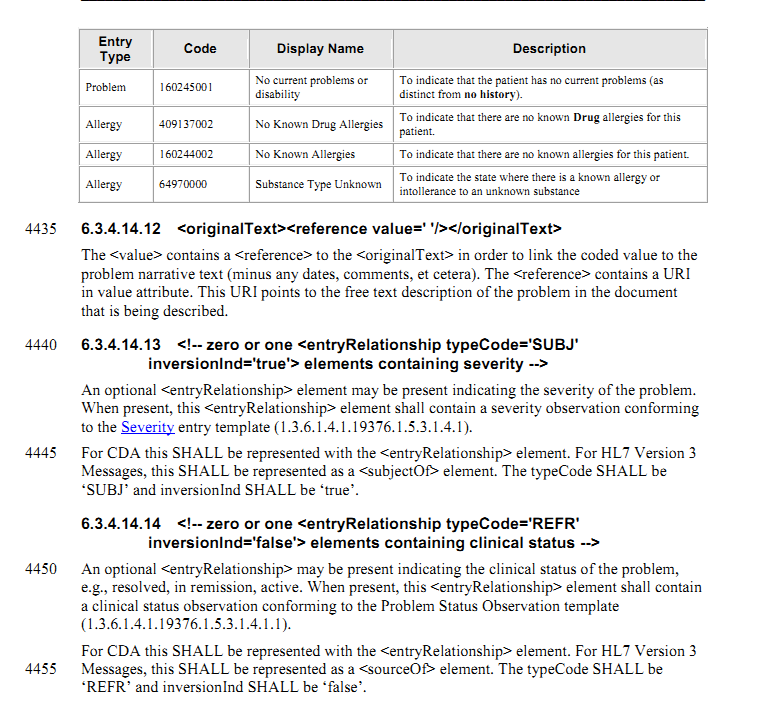 Entry Type Code Display Name Description
Problem 160245001 No current problems or disability To indicate that the patient has no current problems (as distinct from no history).
Allergy 409137002 No Known Drug Allergies To indicate that there are no known Drug allergies for this patient.
Allergy 160244002 No Known Allergies To indicate that there are no known allergies for this patient.
Allergy 64970000 Substance Type Unknown To indicate the state where there is a known allergy or intollerance to an unknown substance
4435 6.3.4.14.12 <originalText><reference value=' '/></originalText>
The <value> contains a <reference> to the <originalText> in order to link the coded value to the
problem narrative text (minus any dates, comments, et cetera). The <reference> contains a URI
in value attribute. This URI points to the free text description of the problem in the document
that is being described.
4440 6.3.4.14.13 <!-- zero or one <entryRelationship typeCode='SUBJ'
inversionInd='true'> elements containing severity -->
An optional <entryRelationship> element may be present indicating the severity of the problem.
When present, this <entryRelationship> element shall contain a severity observation conforming
to the Severity entry template (1.3.6.1.4.1.19376.1.5.3.1.4.1).
4445 For CDA this SHALL be represented with the <entryRelationship> element. For HL7 Version 3
Messages, this SHALL be represented as a <subjectOf> element. The typeCode SHALL be
‘SUBJ’ and inversionInd SHALL be ‘true’.
6.3.4.14.14 <!-- zero or one <entryRelationship typeCode='REFR'
inversionInd='false'> elements containing clinical status -->
4450 An optional <entryRelationship> may be present indicating the clinical status of the problem,
e.g., resolved, in remission, active. When present, this <entryRelationship> element shall contain
a clinical status observation conforming to the Problem Status Observation template
(1.3.6.1.4.1.19376.1.5.3.1.4.1.1).
For CDA this SHALL be represented with the <entryRelationship> element. For HL7 Version 3
4455 Messages, this SHALL be represented as a <sourceOf> element. The typeCode SHALL be
‘REFR’ and inversionInd SHALL be ‘false’.